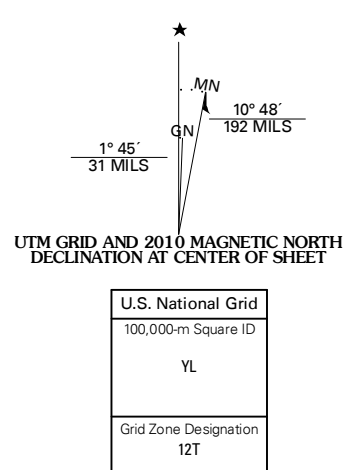 ★
MN
10° 48´
192 MILS
GN
1° 45´
31 MILS
UTM GRID AND 2010 MAGNETIC NORTH
DECLINATION AT CENTER OF SHEET
U.S. National Grid
100,000-m Square ID
YL
Grid Zone Designation
12T